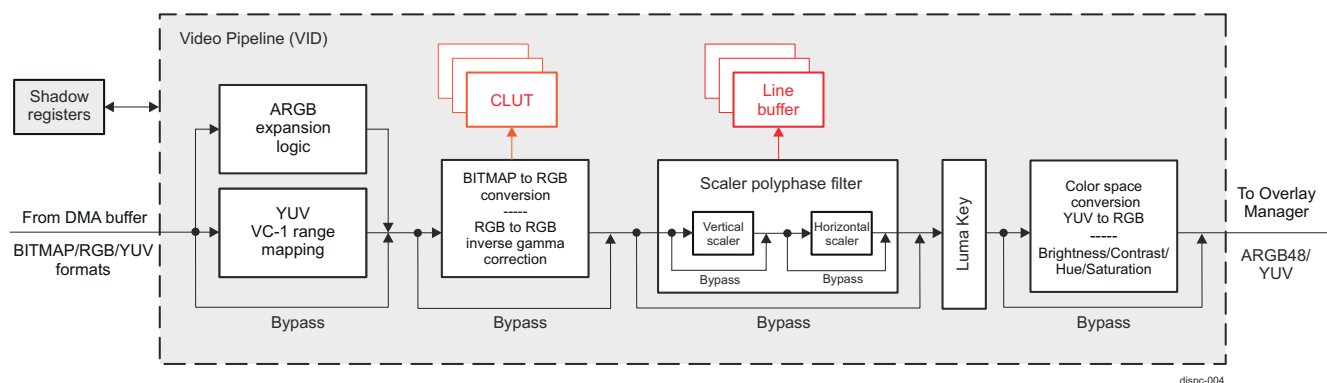 Video Pipeline (VID)
Shadow
registers
ARGB
expansion
logic
CLUT
Line
buffer
From DMA buffer
BITMAP/RGB/YUV
formats
YUV
VC-1 range
mapping
BITMAP to RGB
conversion
-----
RGB to RGB
inverse gamma
correction
Scaler polyphase filter
Vertical
scaler
Horizontal
scaler
Bypass
Bypass
Luma Key
Color space
conversion
YUV to RGB
-----
Brightness/Contrast/
Hue/Saturation
To Overlay
Manager
ARGB48/
YUV
Bypass
Bypass
Bypass
Bypass
dispc-004